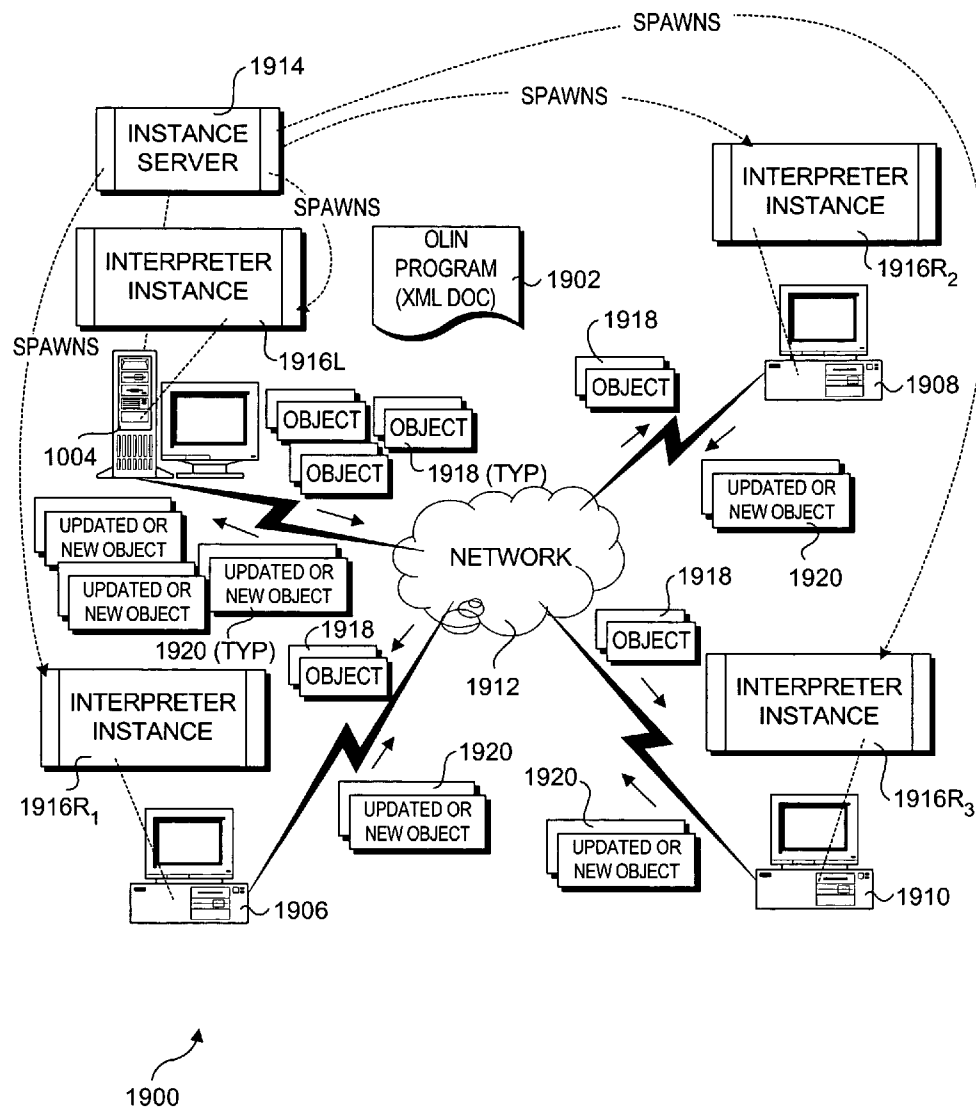 SPAWNS
1914
SPAWNS
INSTANCE
SERVER
INTERPRETER
INSTANCE
SPAWNS
OLIN
PROGRAM
(XML DOC)
INTERPRETER
INSTANCE
1902
1916R2
1918
SPAWNS
1916L
OBJECT
1908
OBJECT
OBJECT
1004
OBJECT
1918 (TYP)
UPDATED OR
NEW OBJECT
UPDATED OR
NEW OBJECT
NETWORK
UPDATED OR
NEW OBJECT
UPDATED OR
NEW OBJECT
1920
1918
1920 (TYP)
1918
OBJECT
OBJECT
1912
INTERPRETER
INSTANCE
INTERPRETER
INSTANCE
1920
1920
1916R1
UPDATED OR
NEW OBJECT
1916R3
UPDATED OR
NEW OBJECT
1906
1910
1900